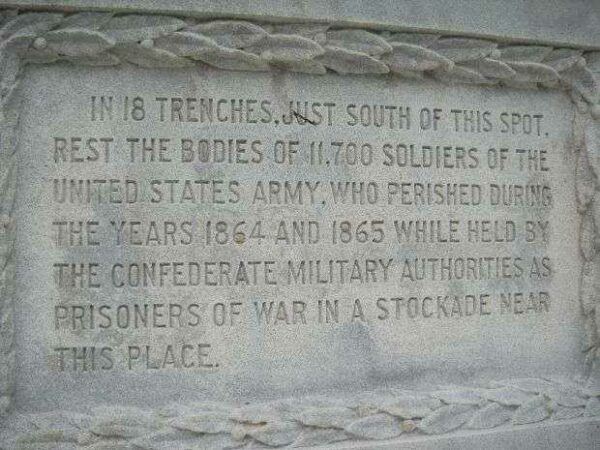 IN 18 TRENCHES, JUST SOUTH OF THIS SPOT,
REST THE BODIES OF 11,700 SOLDIERS OF THE
UNITED STATES ARMY, WHO PERISHED DURING
THE YEARS 1864 AND 1865 WHILE HELD BY
THE CONFEDERATE MILITARY AUTHORITIES AS
PRISONERS OF WAR IN A STOCKADE NEAR
THIS PLACE.